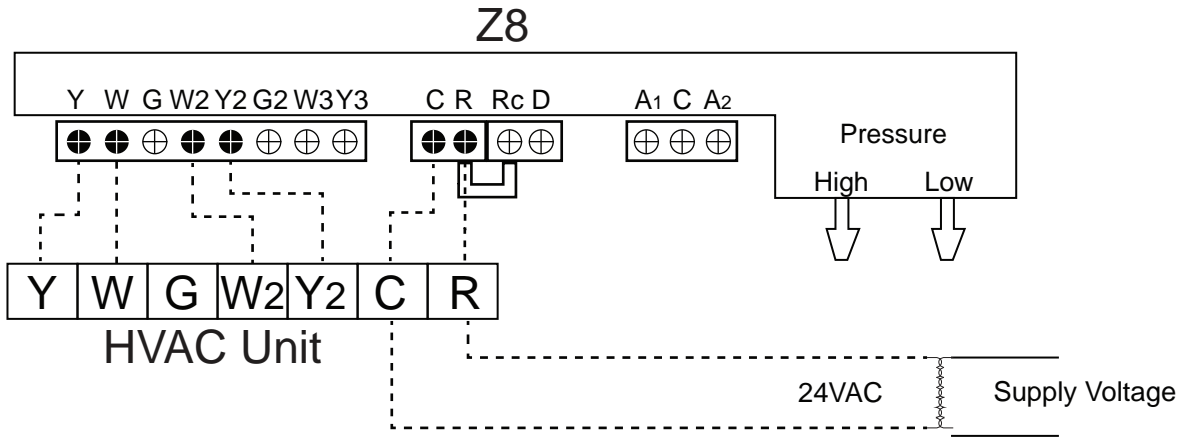 Z8
Y W G W2 Y2 G2 W3 Y3 C R Rc D A1 C A2
Pressure
High Low
Y W G W2 Y2 C R
HVAC Unit
24VAC Supply Voltage